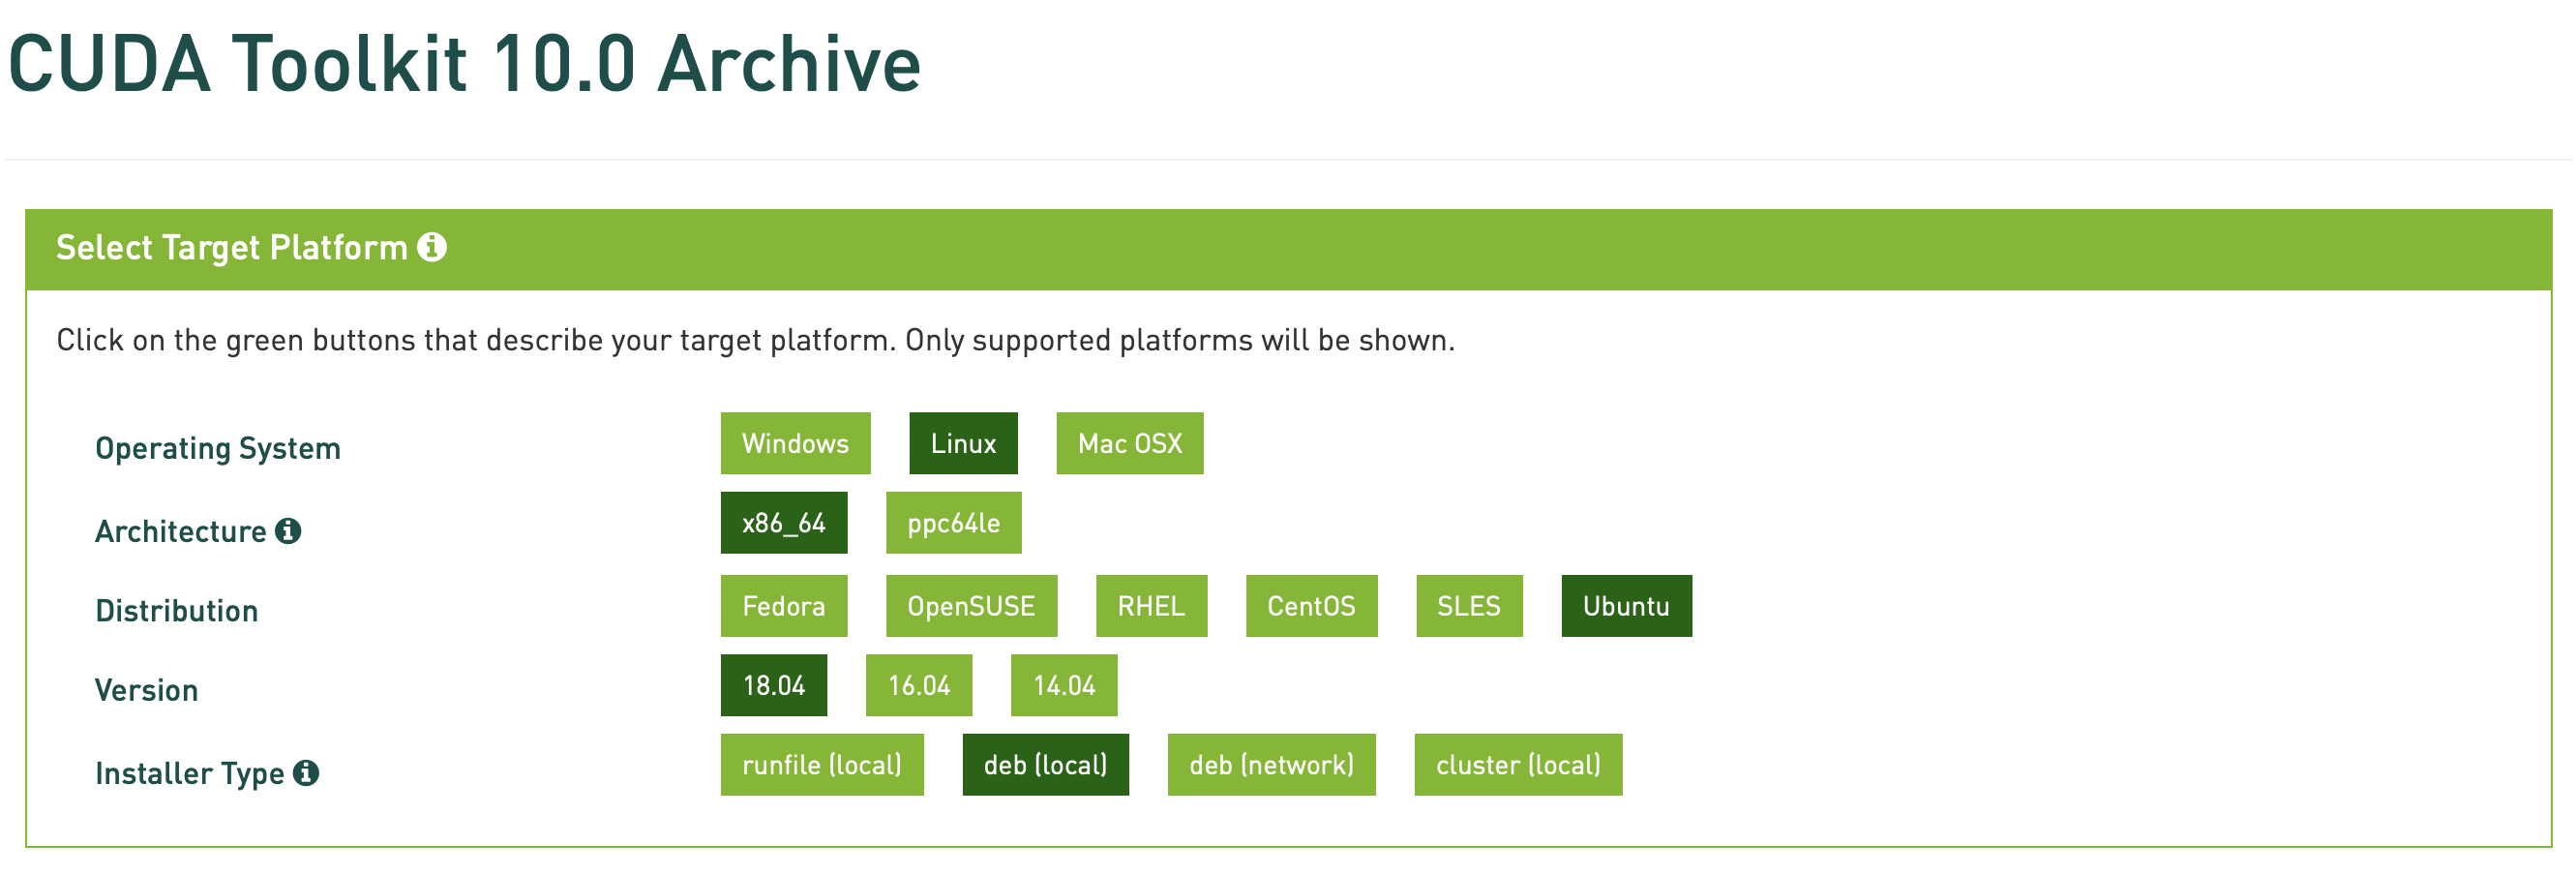 CUDA Toolkit 10.0 Archive
Select Target Platform
Click on the green buttons that describe your target platform. Only supported platforms will be shown.
Operating System Windows Linux Mac OSX
Architecture x86_64 ppc64le
Distribution Fedora OpenSUSE RHEL CentOS SLES Ubuntu
Version 18.04 16.04 14.04
Installer Type runfile (local) deb (local) deb (network) cluster (local)